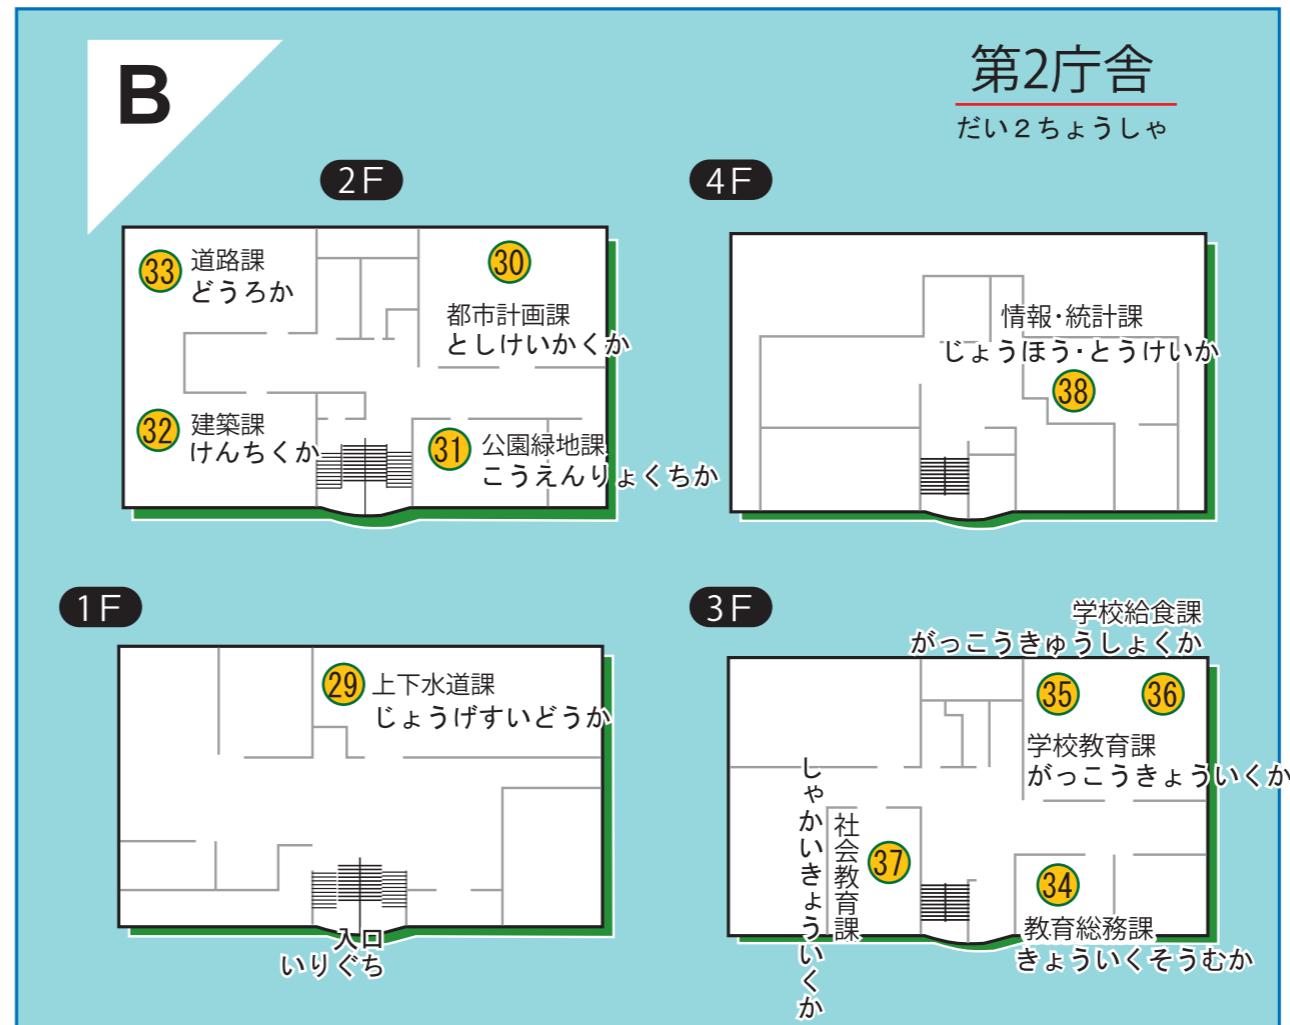 B
第2庁舎
だい2ちょうしゃ
2F
33
道路課
どうろか
30
都市計画課
としけいかくか
32
建築課
けんちくか
31
公園緑地課
こうえんりょくちか
4F
情報・統計課
じょうほう・とうけいか
38
1F
29
上下水道課
じょうげすいどうか
入口
いりぐち
3F
学校給食課
がっこうきゅうしょくか
35
36
学校教育課
がっこうきょういくか
しゃかいきょういくか
社会教育課
37
34
教育総務課
きょういくそうむか